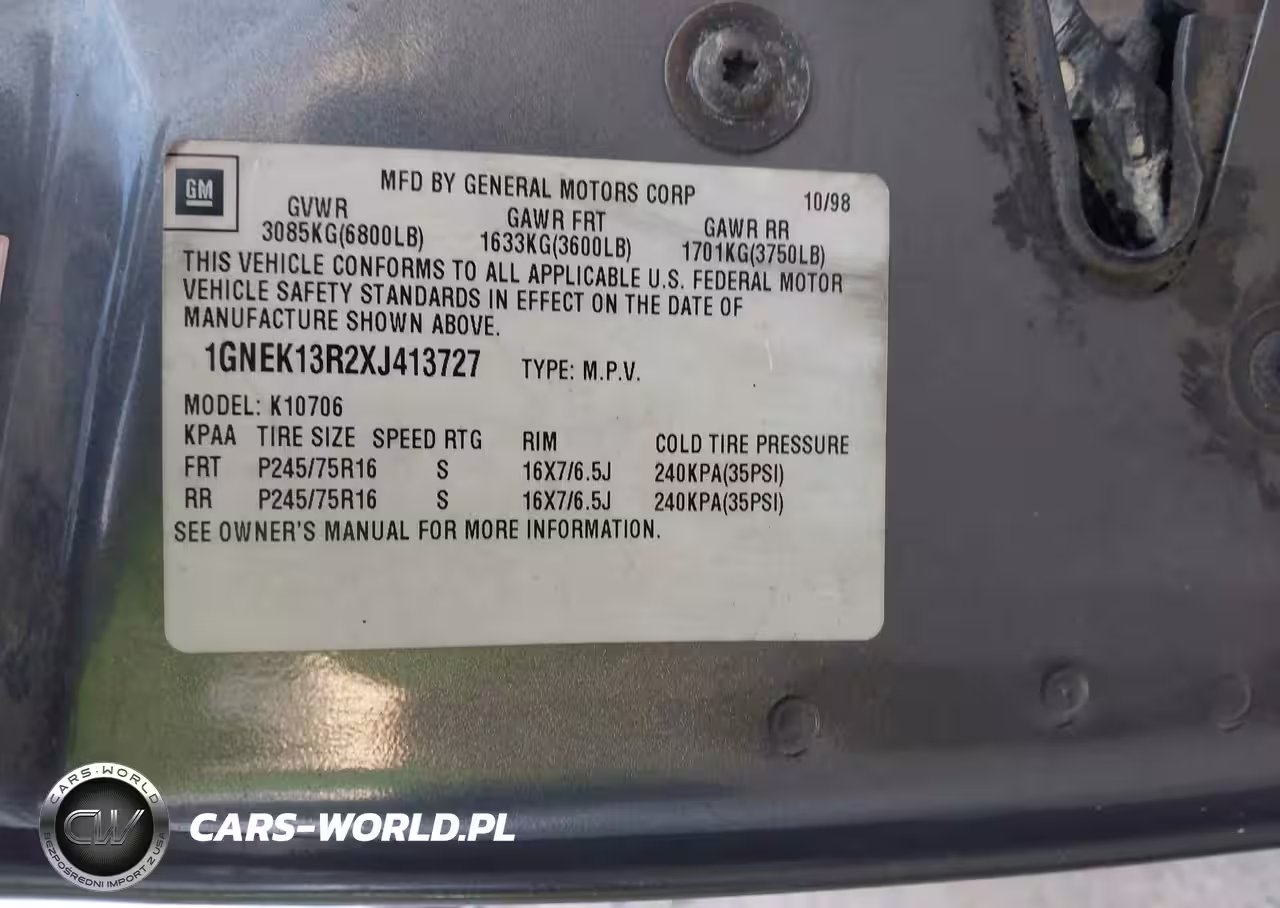 GM
MFD BY GENERAL MOTORS CORP 10/98
GVWR GAWR FRT GAWR RR
3085KG(6800LB) 1633KG(3600LB) 1701KG(3750LB)
THIS VEHICLE CONFORMS TO ALL APPLICABLE U.S. FEDERAL MOTOR
VEHICLE SAFETY STANDARDS IN EFFECT ON THE DATE OF
MANUFACTURE SHOWN ABOVE.
1GNEK13R2XJ413727 TYPE: M.P.V.
MODEL: K10706
KPAA TIRE SIZE SPEED RTG RIM COLD TIRE PRESSURE
FRT P245/75R16 S 16X7/6.5J 240KPA(35PSI)
RR P245/75R16 S 16X7/6.5J 240KPA(35PSI)
SEE OWNER'S MANUAL FOR MORE INFORMATION.
CARS-WORLD
CW
BEZPOŚREDNI IMPORT Z USA
CARS-WORLD.PL